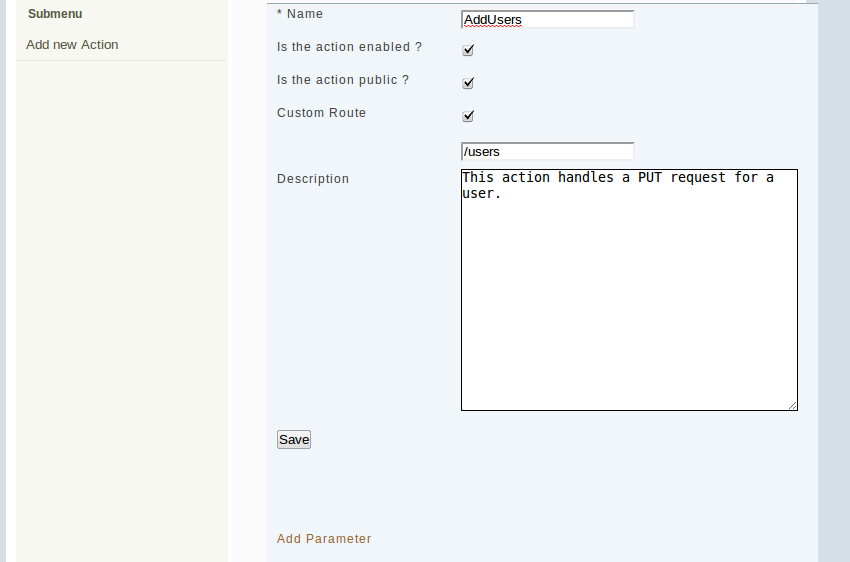 Submenu
Add new Action
* Name
AddUsers
Is the action enabled ?
Is the action public ?
Custom Route
/users
Description
This action handles a PUT request for a
user.
Save
Add Parameter